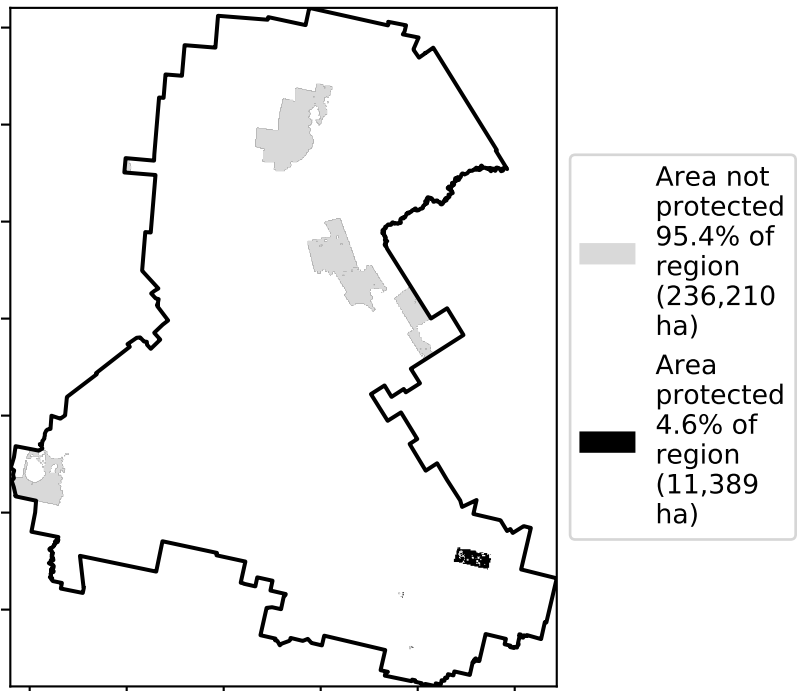 Area not
protected
95.4% of
region
(236,210
ha)
Area
protected
4.6% of
region
(11,389
ha)